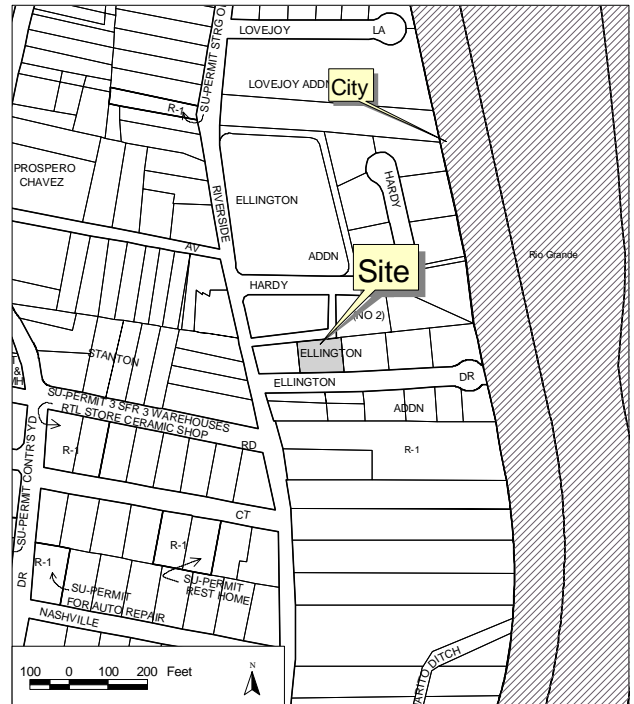 LOVEJOY LA
SU-PERMIT STRG O
LOVEJOY ADDN
City
R-1
PROSPERO
CHAVEZ
HARDY
ELLINGTON
RIVERSIDE
AV
ADDN
Rio Grande
HARDY
Site
(NO 2)
STANTON
ELLINGTON
ELLINGTON DR
ADDN
&
MH
SU-PERMIT 3 SFR 3 WAREHOUSES
RTL STORE CERAMIC SHOP
RD
R-1
R-1
SU-PERMIT CONTR'S YD
CT
R-1
R-1
DR
SU-PERMIT
REST HOME
SU-PERMIT
FOR AUTO REPAIR
NASHVILLE
ARITO DITCH
100 0 100 200 Feet
N